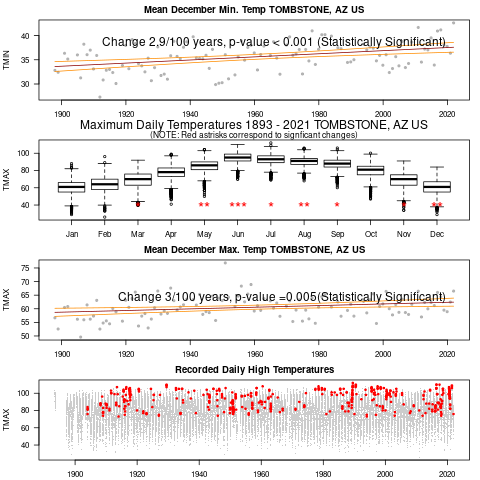 Mean December Min. Temp TOMBSTONE, AZ US
Change 2.9/100 years, p-value < 0.001 (Statistically Significant)
TMIN
40
35
30
1900 1920 1940 1960 1980 2000 2020
Maximum Daily Temperatures 1893 - 2021 TOMBSTONE, AZ US
(NOTE: Red astrisks correspond to signficant changes)
TMAX
100
80
60
40
** *** * ** *
Jan Feb Mar Apr May Jun Jul Aug Sep Oct Nov Dec
Mean December Max. Temp TOMBSTONE, AZ US
Change 3/100 years, p-value =0.005(Statistically Significant)
TMAX
75
70
65
60
55
50
1900 1920 1940 1960 1980 2000 2020
Recorded Daily High Temperatures
TMAX
100
80
60
40
1900 1920 1940 1960 1980 2000 2020